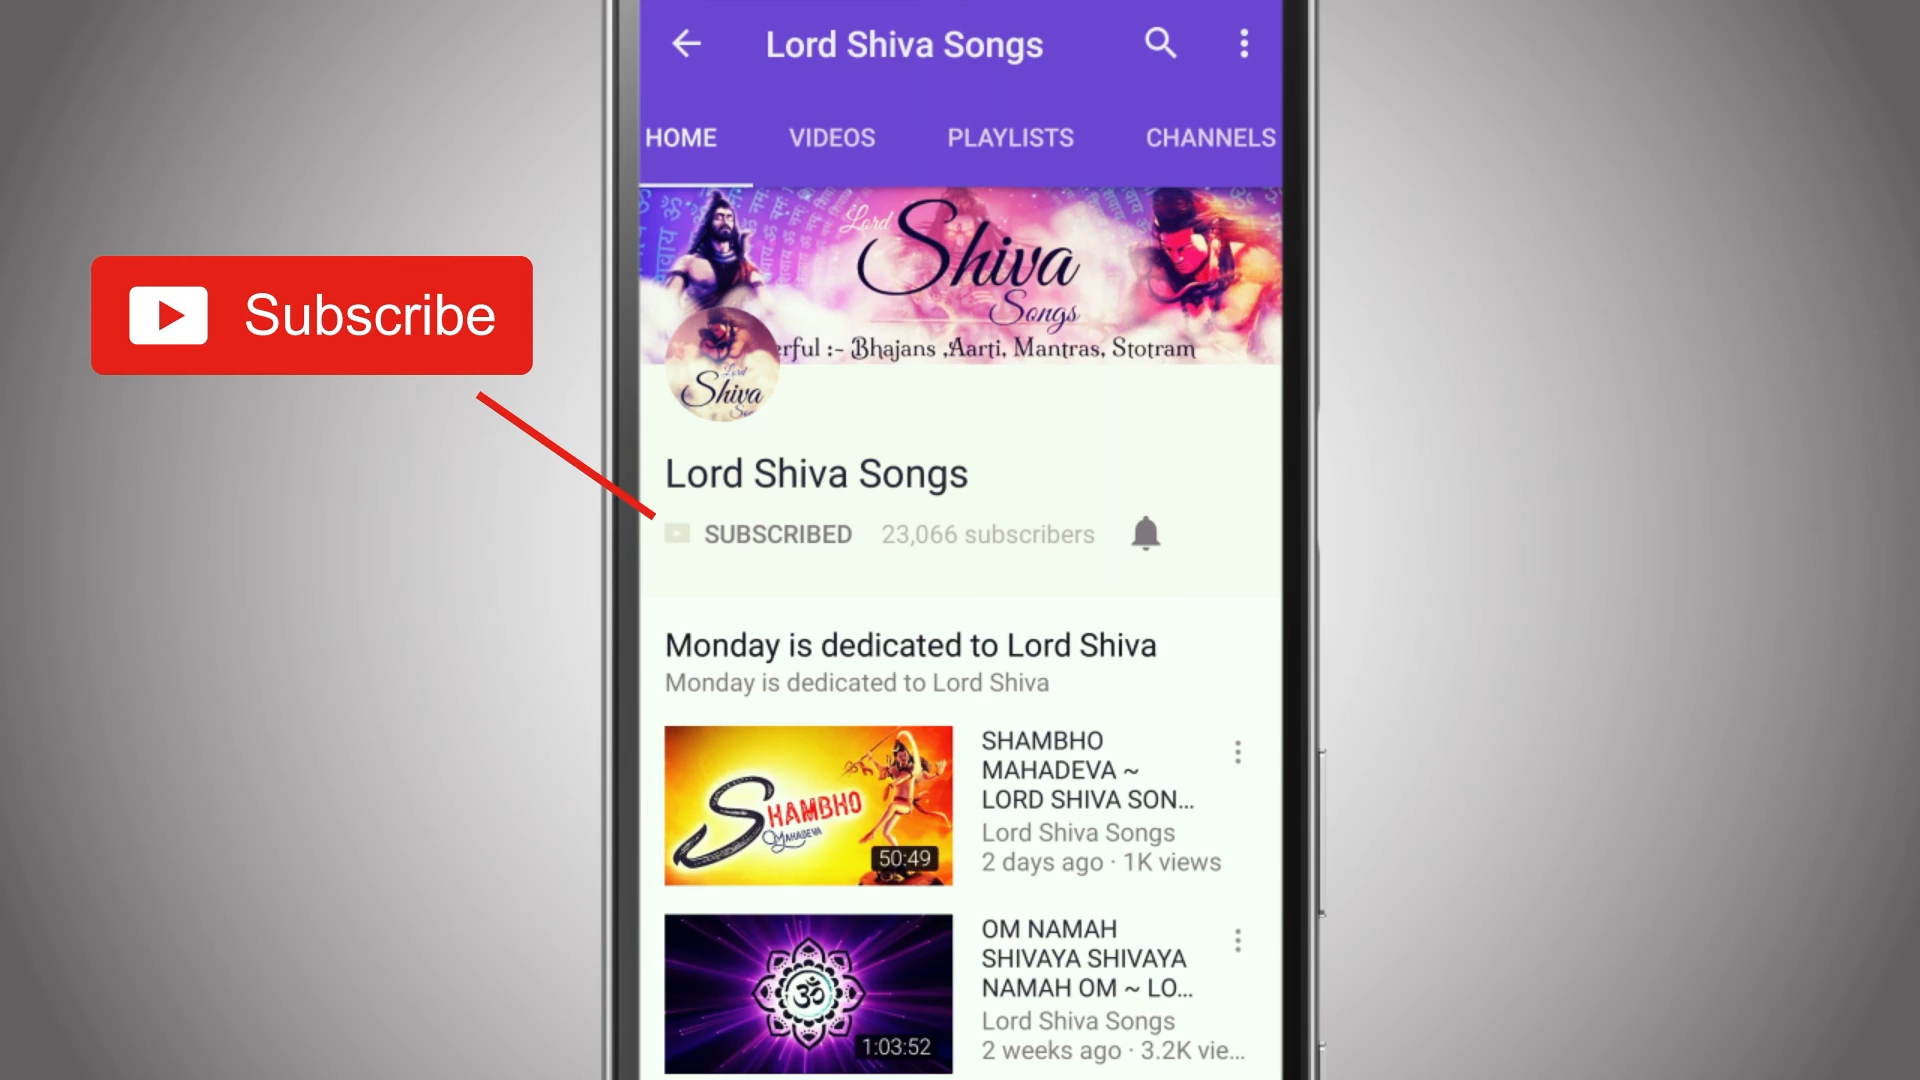 Lord Shiva Songs
HOME VIDEOS PLAYLISTS CHANNELS
Lord
Shiva
Songs
erful :- Bhajans ,Aarti, Mantras, Stotram
Lord
Shiva
Subscribe
Lord Shiva Songs
SUBSCRIBED 23,066 subscribers
Monday is dedicated to Lord Shiva
Monday is dedicated to Lord Shiva
SHAMBHO
MAHADEVA
50:49
SHAMBHO
MAHADEVA ~
LORD SHIVA SON...
Lord Shiva Songs
2 days ago · 1K views
ॐ
1:03:52
OM NAMAH
SHIVAYA SHIVAYA
NAMAH OM ~ LO...
Lord Shiva Songs
2 weeks ago · 3.2K vie...